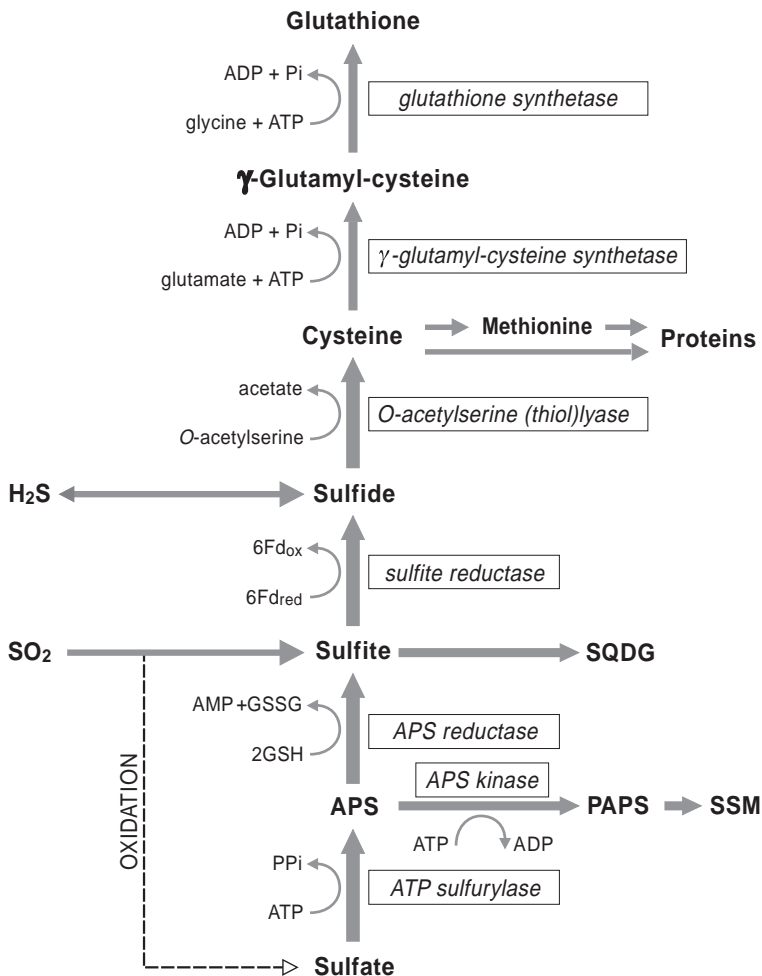 Glutathione
ADP + Pi
glutathione synthetase
glycine + ATP
γ-Glutamyl-cysteine
ADP + Pi
γ-glutamyl-cysteine synthetase
glutamate + ATP
Cysteine
Methionine
Proteins
acetate
O-acetylserine (thiol)lyase
O-acetylserine
H2S
Sulfide
6Fdox
sulfite reductase
6Fdred
SO2
Sulfite
SQDG
AMP+GSSG
APS reductase
2GSH
APS kinase
APS
PAPS
SSM
ATP
ADP
OXIDATION
PPi
ATP sulfurylase
ATP
Sulfate